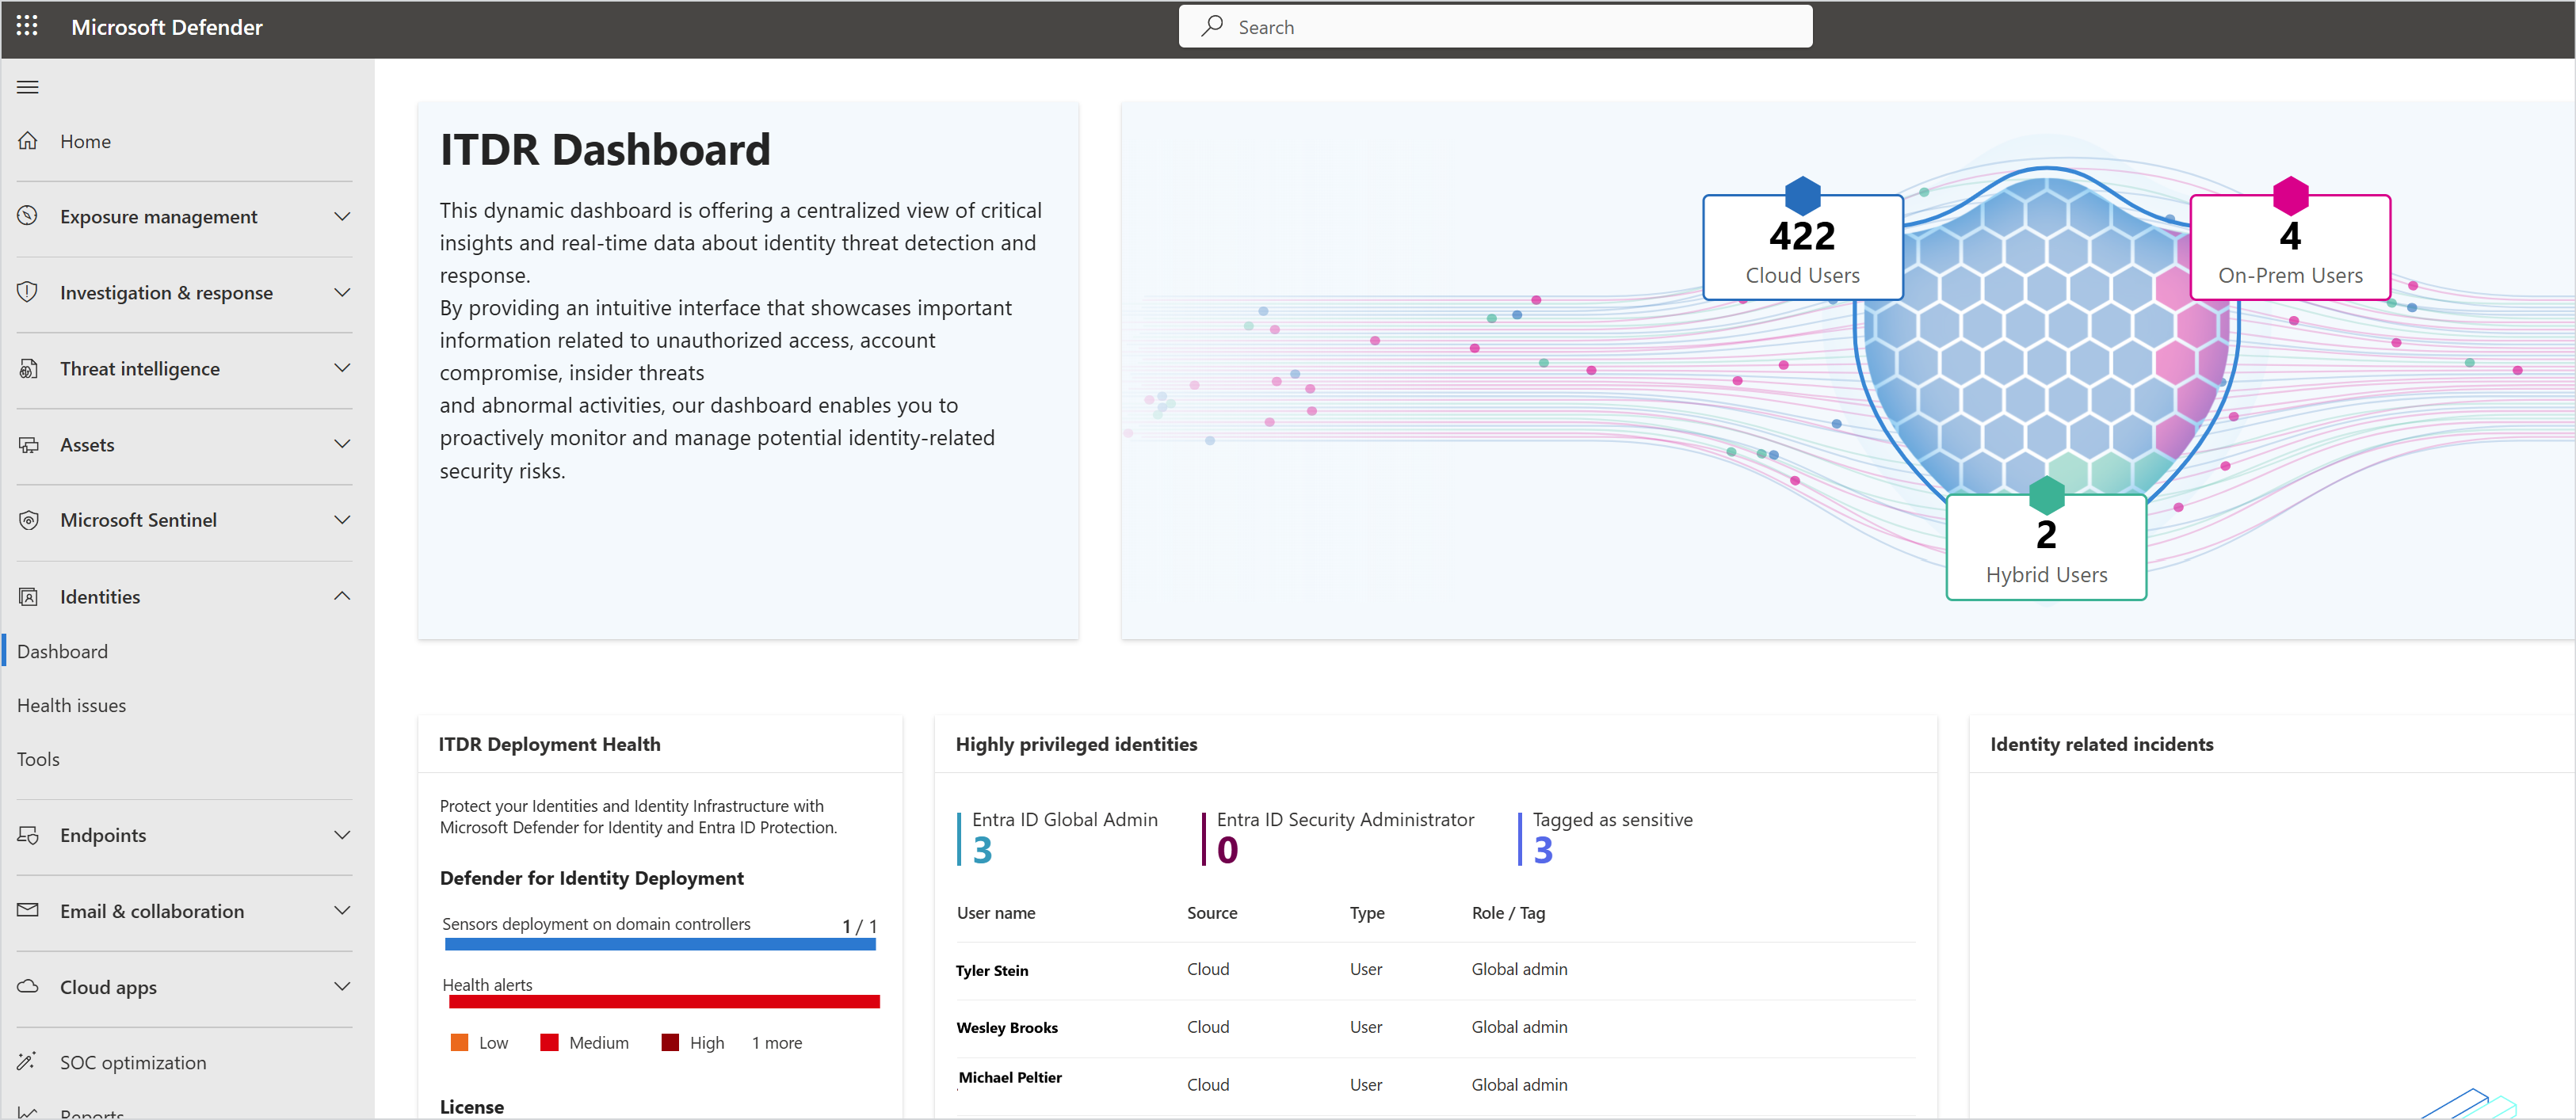 Microsoft Defender
Search
Home
Exposure management
Investigation & response
Threat intelligence
Assets
Microsoft Sentinel
Identities
Dashboard
Health issues
Tools
Endpoints
Email & collaboration
Cloud apps
SOC optimization
Reports
ITDR Dashboard
This dynamic dashboard is offering a centralized view of critical
insights and real-time data about identity threat detection and
response.
By providing an intuitive interface that showcases important
information related to unauthorized access, account
compromise, insider threats
and abnormal activities, our dashboard enables you to
proactively monitor and manage potential identity-related
security risks.
422
Cloud Users
4
On-Prem Users
2
Hybrid Users
ITDR Deployment Health
Protect your Identities and Identity Infrastructure with
Microsoft Defender for Identity and Entra ID Protection.
Defender for Identity Deployment
Sensors deployment on domain controllers 1 / 1
Health alerts
Low Medium High 1 more
License
Highly privileged identities
Entra ID Global Admin Entra ID Security Administrator Tagged as sensitive
3 0 3
User name Source Type Role / Tag
Tyler Stein Cloud User Global admin
Wesley Brooks Cloud User Global admin
Michael Peltier Cloud User Global admin
Identity related incidents